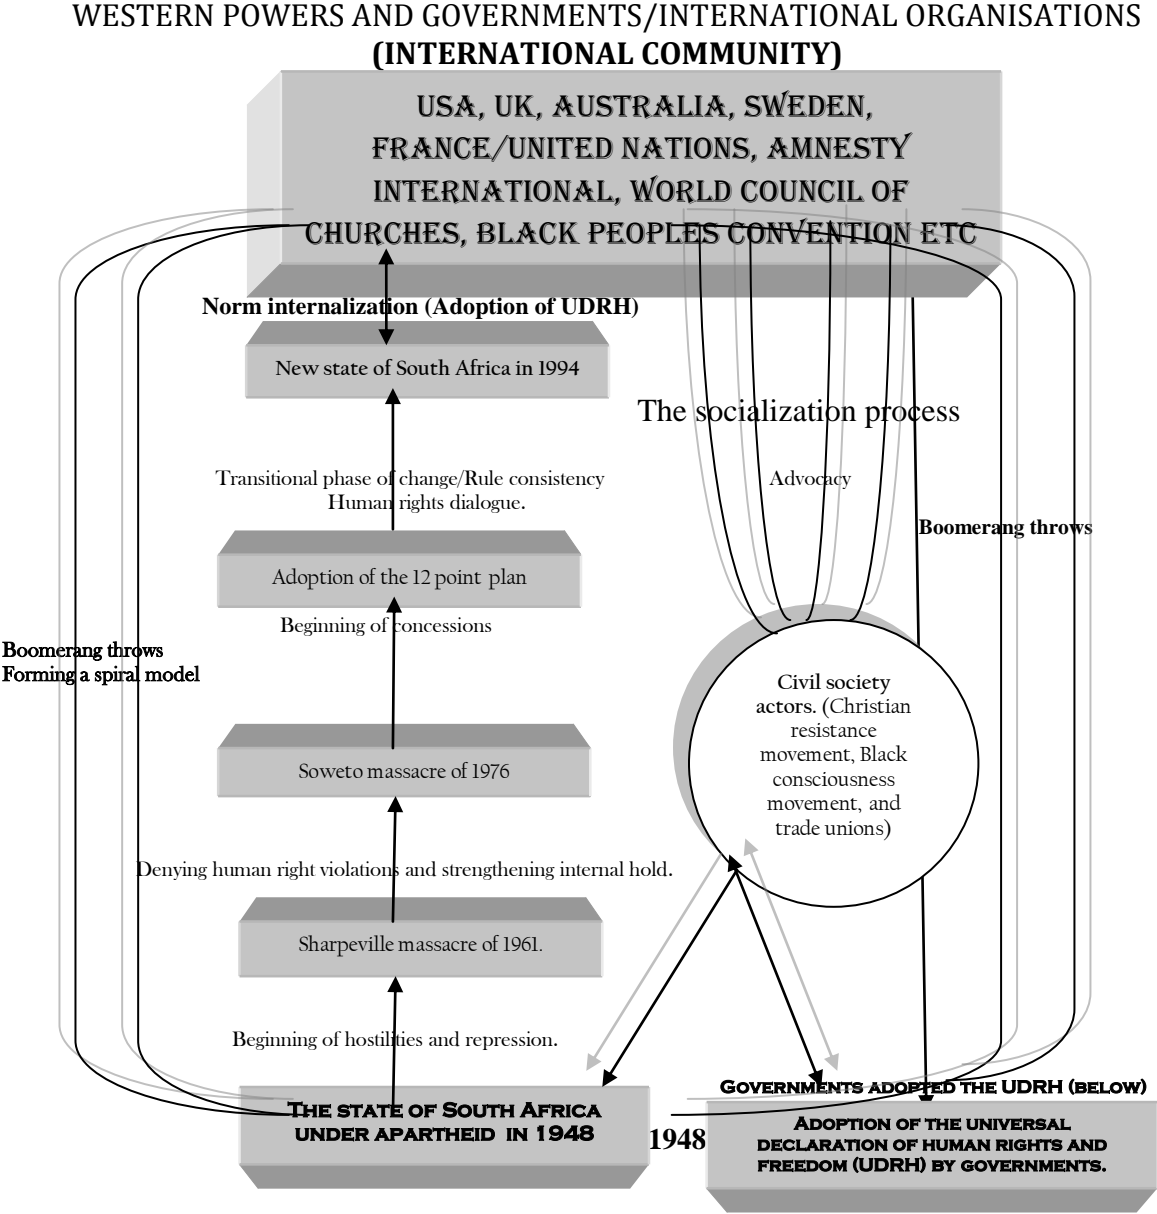 WESTERN POWERS AND GOVERNMENTS/INTERNATIONAL ORGANISATIONS
(INTERNATIONAL COMMUNITY)
USA, UK, AUSTRALIA, SWEDEN,
FRANCE/UNITED NATIONS, AMNESTY
INTERNATIONAL, WORLD COUNCIL OF
CHURCHES, BLACK PEOPLES CONVENTION ETC
Norm internalization (Adoption of UDRH)
New state of South Africa in 1994
The socialization process
Transitional phase of change/Rule consistency
Human rights dialogue.
Advocacy
Boomerang throws
Adoption of the 12 point plan
Beginning of concessions
Boomerang throws
Forming a spiral model
Civil society
actors. (Christian
resistance
movement, Black
consciousness
movement, and
trade unions)
Soweto massacre of 1976
Denying human right violations and strengthening internal hold.
Sharpeville massacre of 1961.
Beginning of hostilities and repression.
GOVERNMENTS ADOPTED THE UDRH (BELOW)
THE STATE OF SOUTH AFRICA
UNDER APARTHEID IN 1948
1948
ADOPTION OF THE UNIVERSAL
DECLARATION OF HUMAN RIGHTS AND
FREEDOM (UDRH) BY GOVERNMENTS.